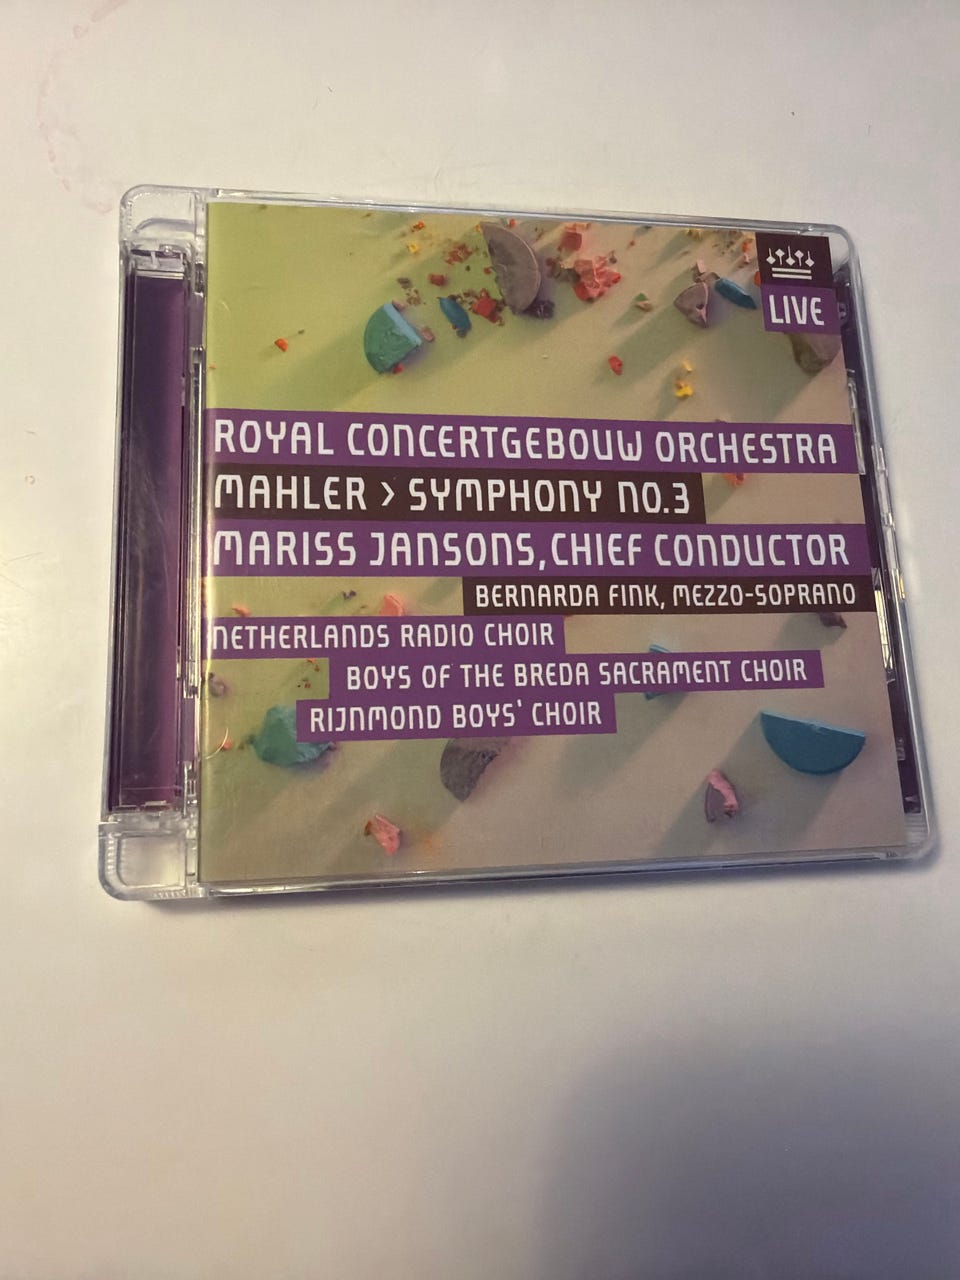 LIVE
ROYAL CONCERTGEBOUW ORCHESTRA
MAHLER > SYMPHONY NO.3
MARISS JANSONS, CHIEF CONDUCTOR
BERNARDA FINK, MEZZO-SOPRANO
NETHERLANDS RADIO CHOIR
BOYS OF THE BREDA SACRAMENT CHOIR
RIJNMOND BOYS' CHOIR